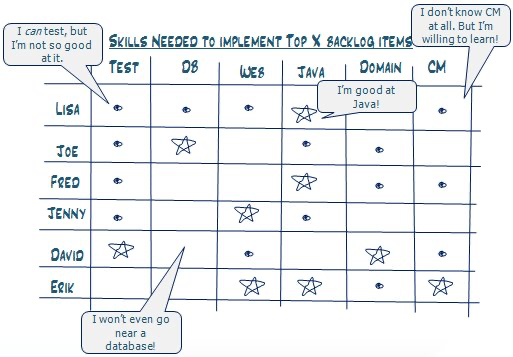 I can test, but
I'm not so good
at it.
I don't know CM
at all. But I'm
willing to learn!
SKILLS NEEDED TO IMPLEMENT TOP X BACKLOG ITEMS
TEST DB WEB JAVA DOMAIN CM
LISA
I'm good at
Java!
JOE
FRED
JENNY
DAVID
ERIK
I won't even go
near a
database!